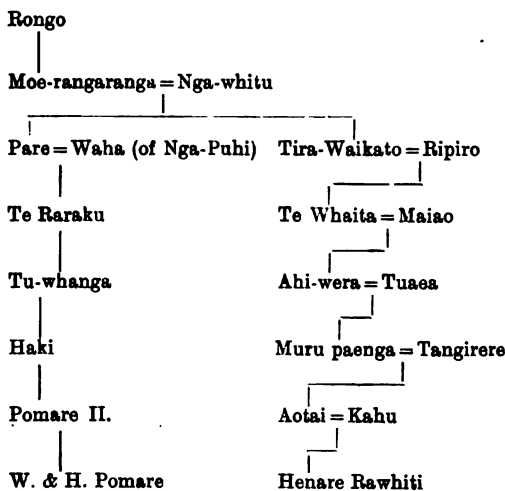 Rongo
Moe-rangaranga = Nga-whitu
Pare = Waha (of Nga-Puhi) Tira-Waikato = Ripiro
Te Raraku Te Whaita = Maiao
Tu-whanga Ahi-wera = Tuaea
Haki Muru paenga = Tangirere
Pomare II. Aotai = Kahu
W. & H. Pomare Henare Rawhiti